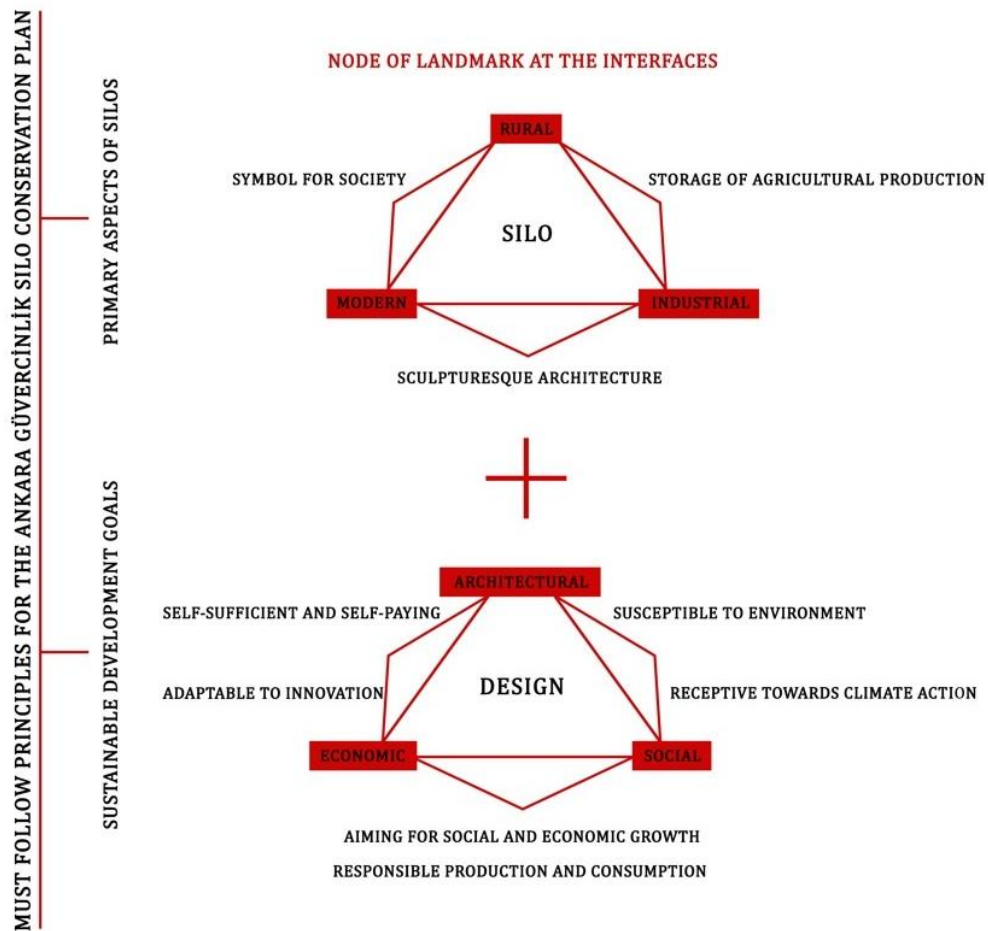 MUST FOLLOW PRINCIPLES FOR THE ANKARA GÜVERCİNLİK SILO CONSERVATION PLAN
PRIMARY ASPECTS OF SILOS
NODE OF LANDMARK AT THE INTERFACES
RURAL
SYMBOL FOR SOCIETY
STORAGE OF AGRICULTURAL PRODUCTION
SILO
MODERN
INDUSTRIAL
SCULPTURESQUE ARCHITECTURE
SUSTAINABLE DEVELOPMENT GOALS
ARCHITECTURAL
SELF-SUFFICIENT AND SELF-PAYING
SUSCEPTIBLE TO ENVIRONMENT
DESIGN
ADAPTABLE TO INNOVATION
RECEPTIVE TOWARDS CLIMATE ACTION
ECONOMIC
SOCIAL
AIMING FOR SOCIAL AND ECONOMIC GROWTH
RESPONSIBLE PRODUCTION AND CONSUMPTION